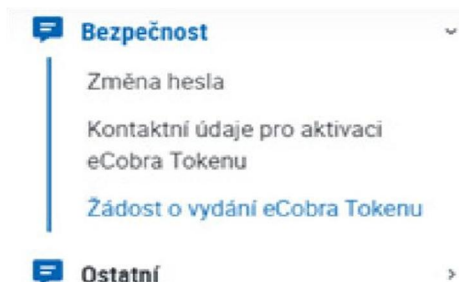 Bezpečnost
Změna hesla
Kontaktní údaje pro aktivaci
eCobra Tokenu
Žádost o vydání eCobra Tokenu
Ostatní